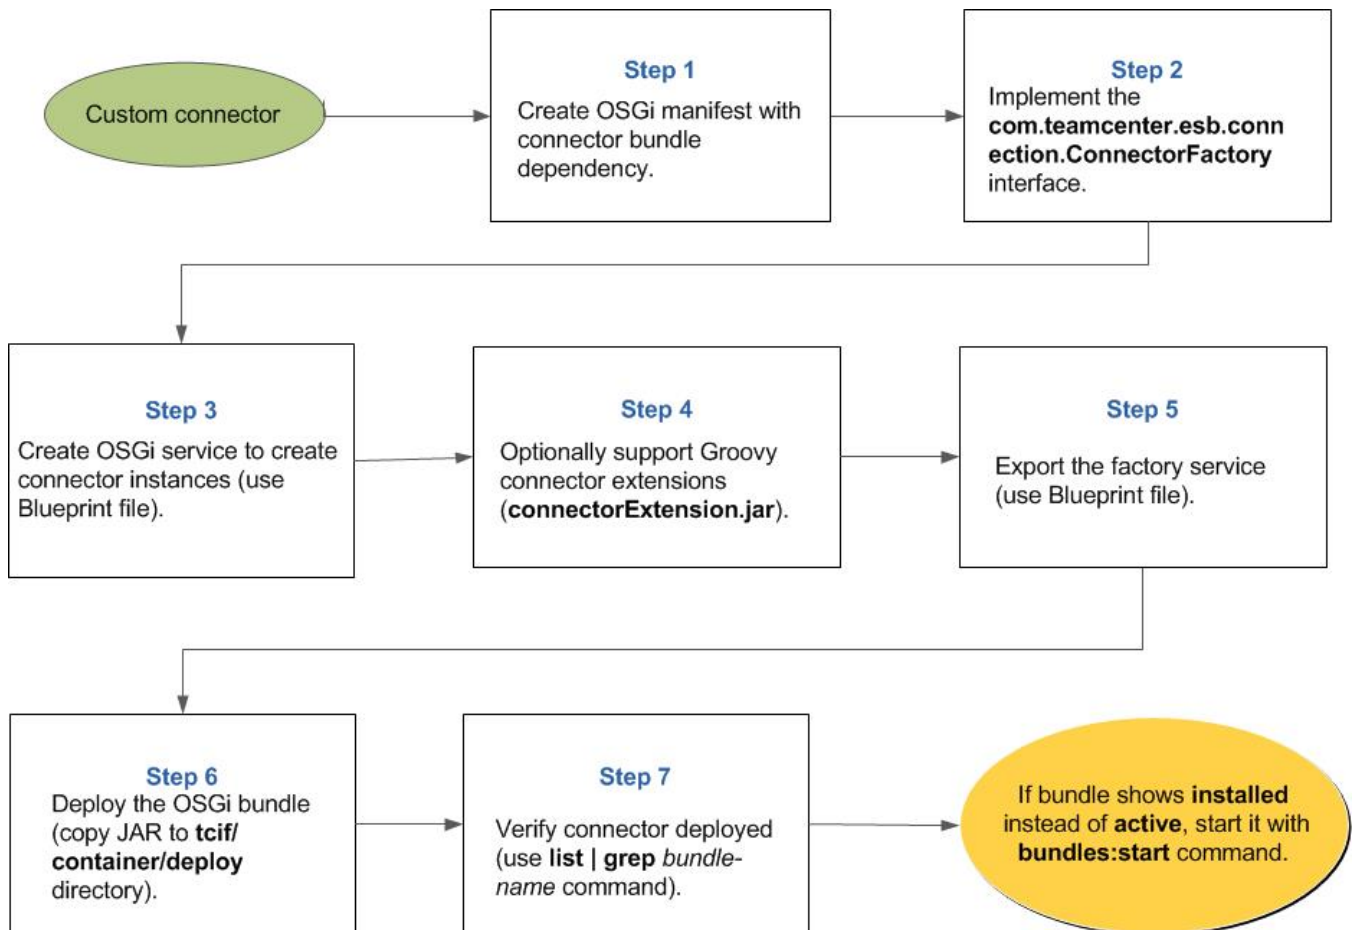 Custom connector
Step 1
Create OSGi manifest with
connector bundle
dependency.
Step 2
Implement the
com.teamcenter.esb.conn
ection.ConnectorFactory
interface.
Step 3
Create OSGi service to create
connector instances (use
Blueprint file).
Step 4
Optionally support Groovy
connector extensions
(connectorExtension.jar).
Step 5
Export the factory service
(use Blueprint file).
Step 6
Deploy the OSGi bundle
(copy JAR to tcif/
container/deploy
directory).
Step 7
Verify connector deployed
(use list | grep bundle-
name command).
If bundle shows installed
instead of active, start it with
bundles:start command.